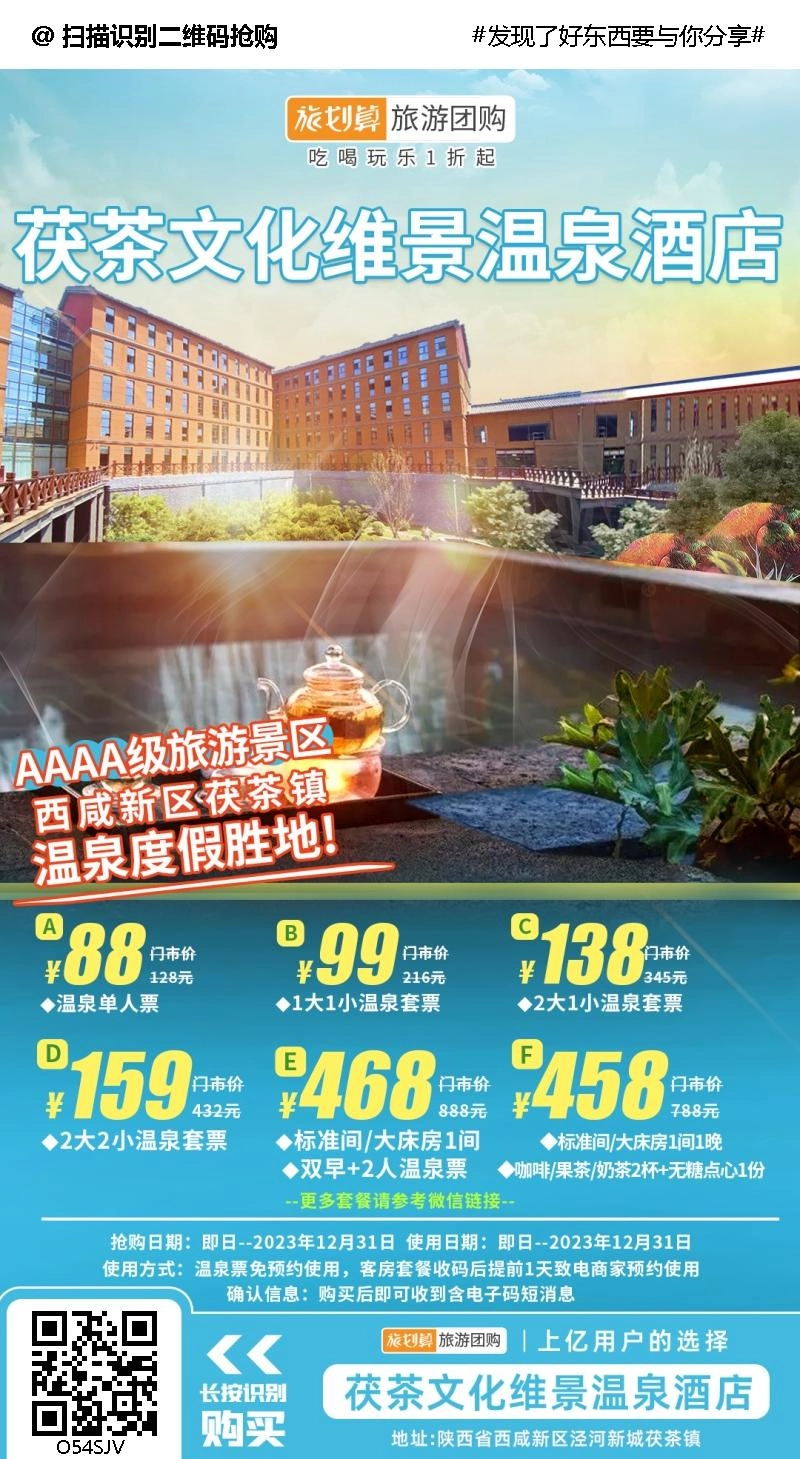 @ 扫描识别二维码抢购
#发现了好东西要与你分享#
旅划算 旅游团购
吃喝玩乐1折起
茯茶文化维景温泉酒店
AAAA级旅游景区
西咸新区茯茶镇
温泉度假胜地!
A ¥88 门市价 128元
◆温泉单人票
B ¥99 门市价 216元
◆1大1小温泉套票
C ¥138 门市价 345元
◆2大1小温泉套票
D ¥159 门市价 432元
◆2大2小温泉套票
E ¥468 门市价 888元
◆标准间/大床房1间
◆双早+2人温泉票
F ¥458 门市价 788元
◆标准间/大床房1间1晚
◆咖啡/果茶/奶茶2杯+无糖点心1份
--更多套餐请参考微信链接--
抢购日期：即日--2023年12月31日 使用日期：即日--2023年12月31日
使用方式：温泉票免预约使用，客房套餐收码后提前1天致电商家预约使用
确认信息：购买后即可收到含电子码短消息
O54SJV
长按识别
购买
旅划算 旅游团购 | 上亿用户的选择
茯茶文化维景温泉酒店
地址:陕西省西咸新区泾河新城茯茶镇